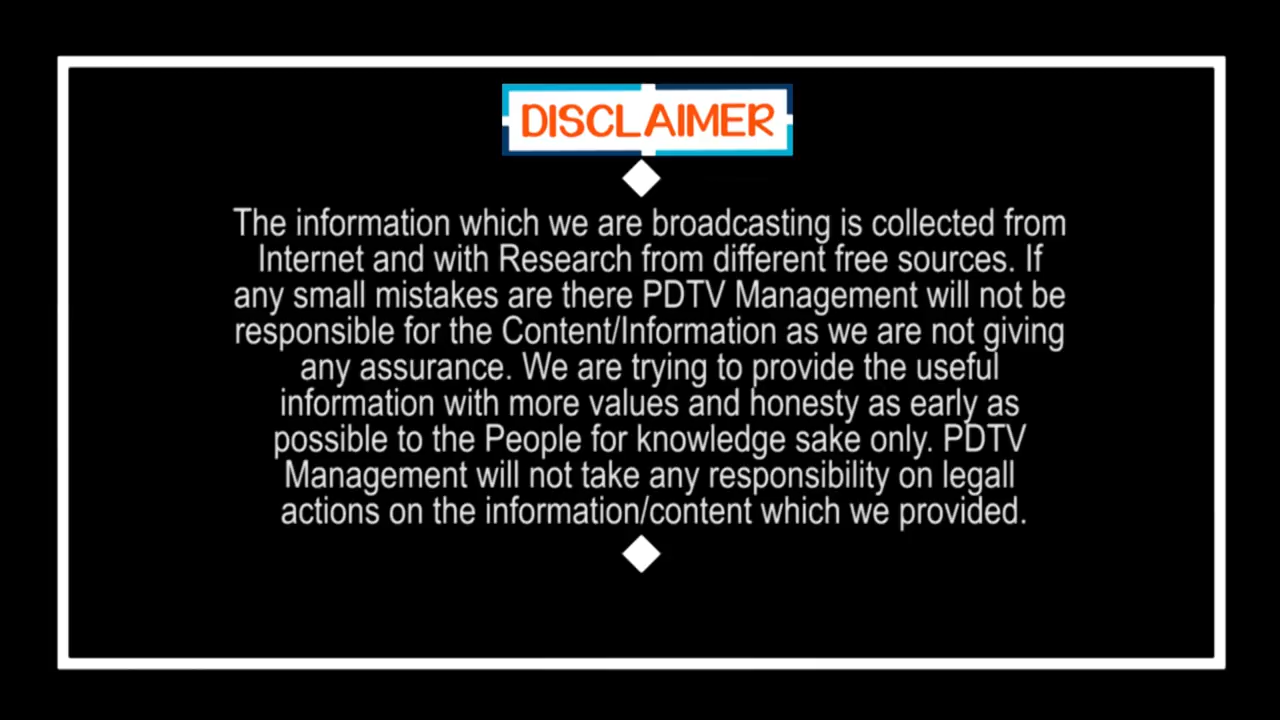 DISCLAIMER
The information which we are broadcasting is collected from
Internet and with Research from different free sources. If
any small mistakes are there PDTV Management will not be
responsible for the Content/Information as we are not giving
any assurance. We are trying to provide the useful
information with more values and honesty as early as
possible to the People for knowledge sake only. PDTV
Management will not take any responsibility on legall
actions on the information/content which we provided.